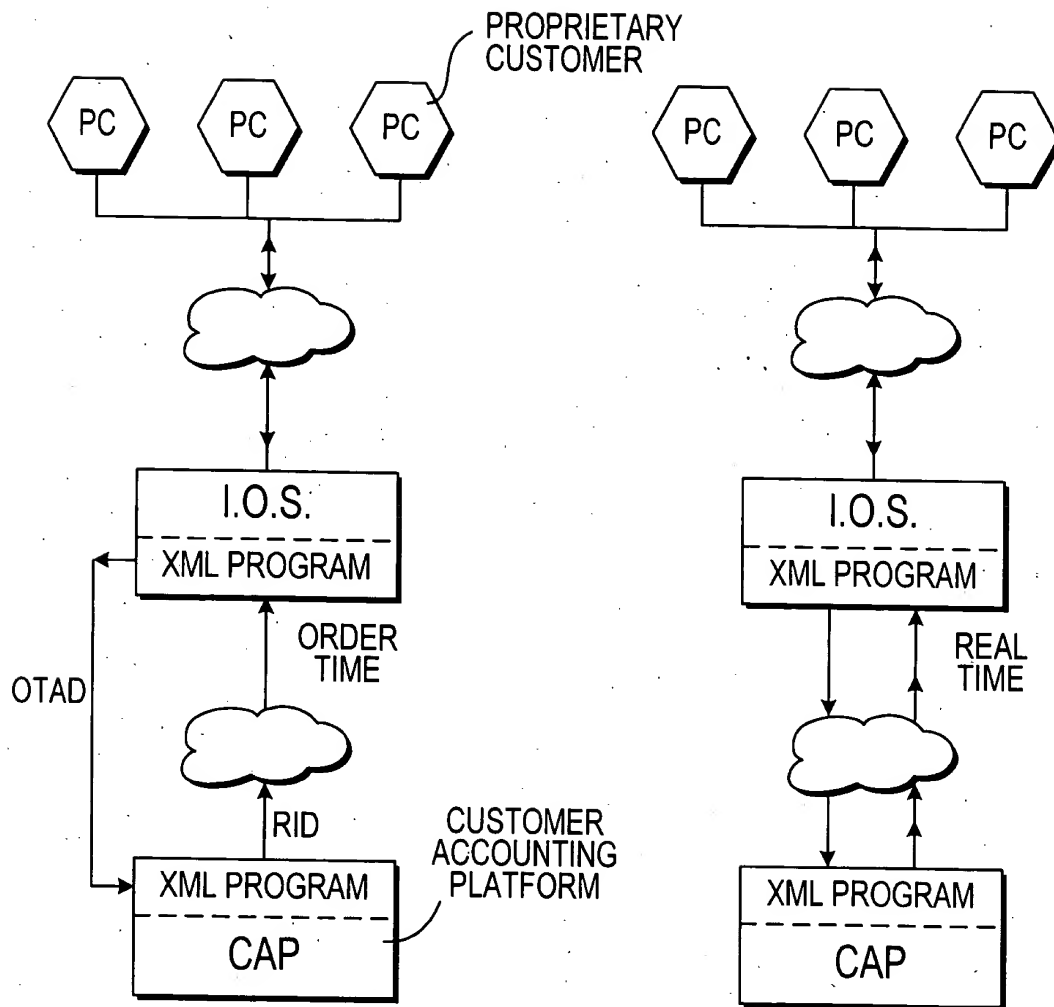 PROPRIETARY
CUSTOMER
PC
PC
PC
PC
PC
PC
I.O.S.
XML PROGRAM
ORDER
TIME
OTAD
RID
CUSTOMER
ACCOUNTING
PLATFORM
XML PROGRAM
CAP
I.O.S.
XML PROGRAM
REAL
TIME
XML PROGRAM
CAP